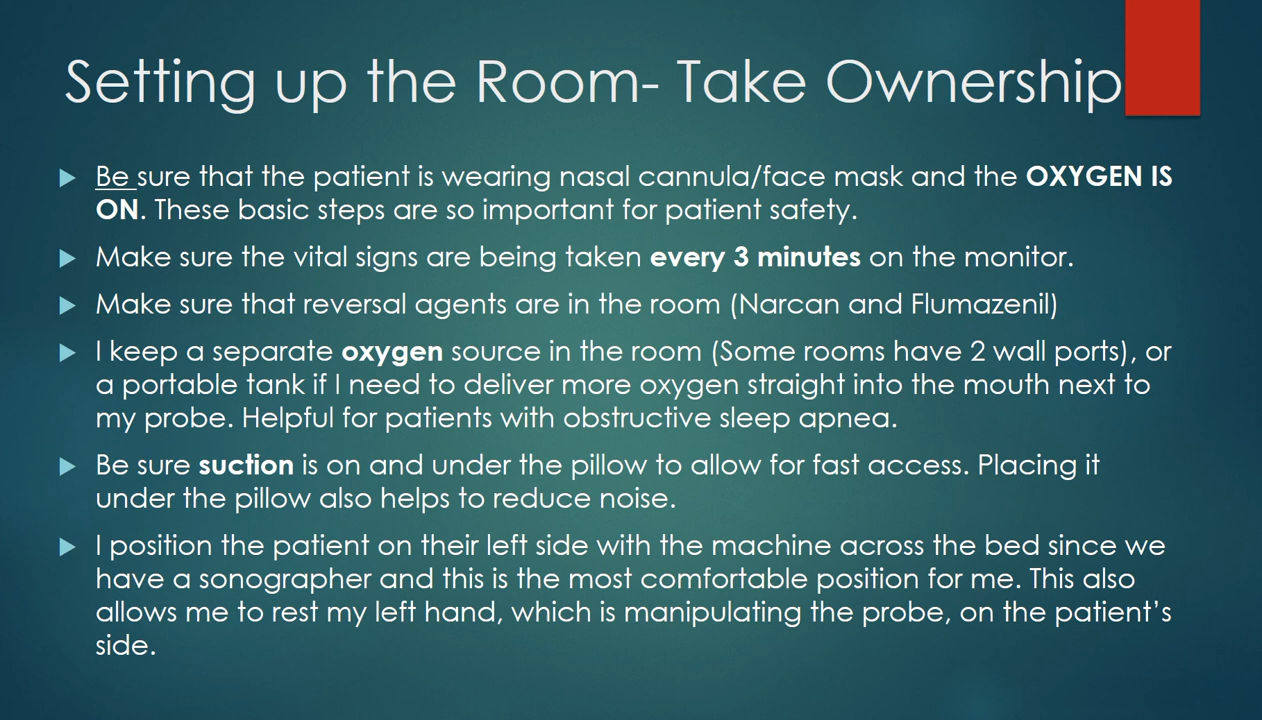 Setting up the Room- Take Ownership
Be sure that the patient is wearing nasal cannula/face mask and the OXYGEN IS
ON. These basic steps are so important for patient safety.
Make sure the vital signs are being taken every 3 minutes on the monitor.
Make sure that reversal agents are in the room (Narcan and Flumazenil)
I keep a separate oxygen source in the room (Some rooms have 2 wall ports), or
a portable tank if I need to deliver more oxygen straight into the mouth next to
my probe. Helpful for patients with obstructive sleep apnea.
Be sure suction is on and under the pillow to allow for fast access. Placing it
under the pillow also helps to reduce noise.
I position the patient on their left side with the machine across the bed since we
have a sonographer and this is the most comfortable position for me. This also
allows me to rest my left hand, which is manipulating the probe, on the patient’s
side.